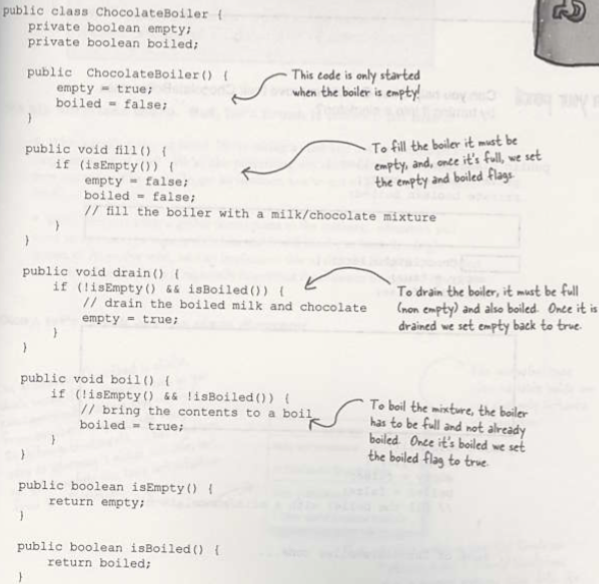 public class ChocolateBoiler {
private boolean empty;
private boolean boiled;
public ChocolateBoiler() {
empty = true;
boiled = false;
}
This code is only started
when the boiler is empty!
public void fill() {
if (isEmpty()) {
empty = false;
boiled = false;
// fill the boiler with a milk/chocolate mixture
}
}
To fill the boiler it must be
empty, and, once it's full, we set
the empty and boiled flags.
public void drain() {
if (!isEmpty() && isBoiled()) {
// drain the boiled milk and chocolate
empty = true;
}
}
To drain the boiler, it must be full
(non empty) and also boiled. Once it is
drained we set empty back to true.
public void boil() {
if (!isEmpty() && !isBoiled()) {
// bring the contents to a boil
boiled = true;
}
}
To boil the mixture, the boiler
has to be full and not already
boiled. Once it's boiled we set
the boiled flag to true.
public boolean isEmpty() {
return empty;
}
public boolean isBoiled() {
return boiled;
}